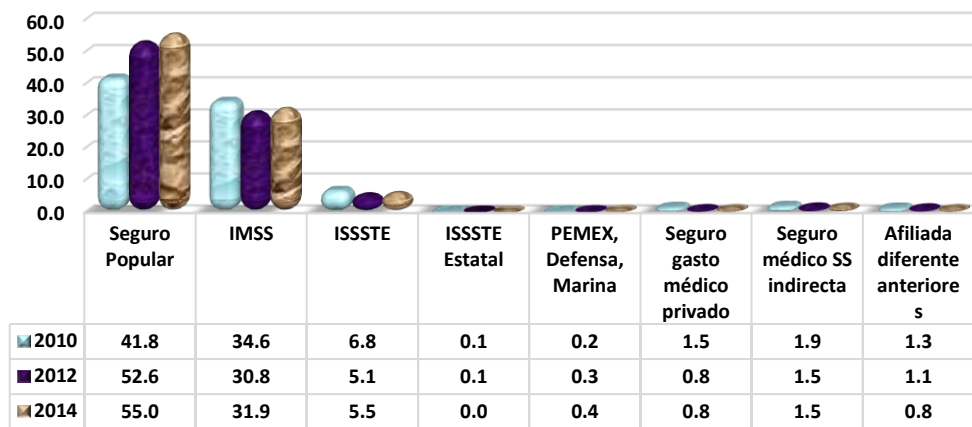 60.0
50.0
40.0
30.0
20.0
10.0
0.0
Seguro Popular IMSS ISSSTE ISSSTE Estatal PEMEX, Defensa, Marina Seguro gasto médico privado Seguro médico SS indirecta Afiliada diferente anteriore s
2010 41.8 34.6 6.8 0.1 0.2 1.5 1.9 1.3
2012 52.6 30.8 5.1 0.1 0.3 0.8 1.5 1.1
2014 55.0 31.9 5.5 0.0 0.4 0.8 1.5 0.8